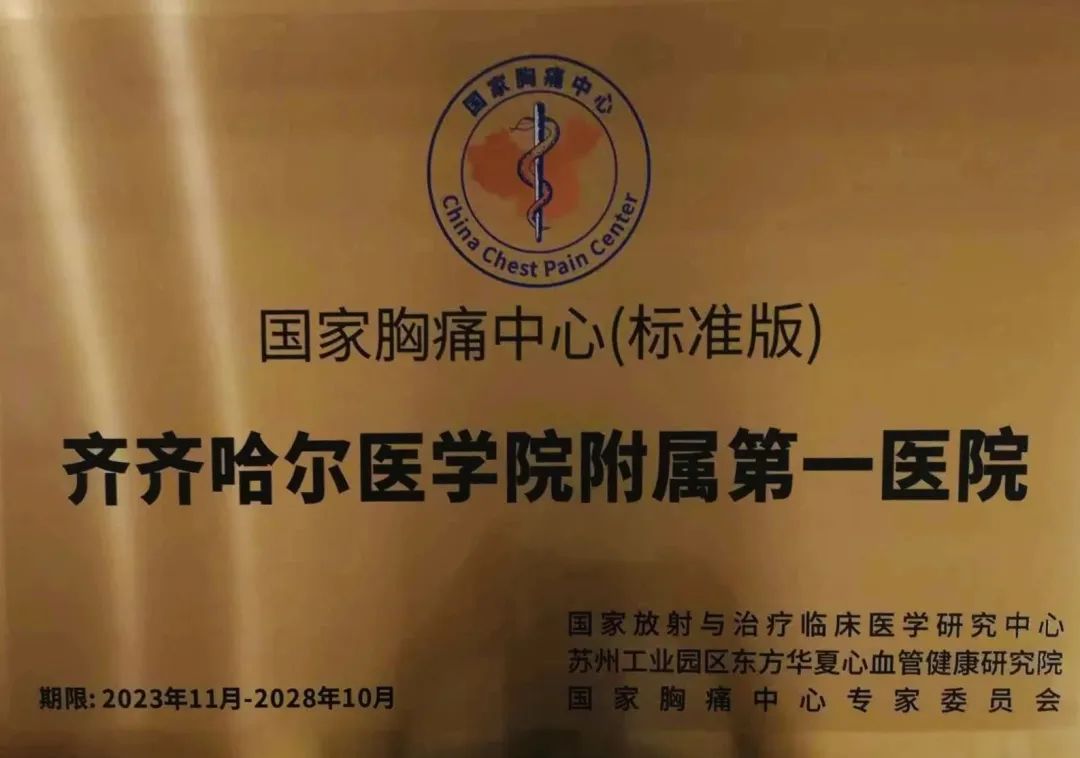 国家胸痛中心
China Chest Pain Center
国家胸痛中心(标准版)
齐齐哈尔医学院附属第一医院
国家放射与治疗临床医学研究中心
苏州工业园区东方华夏心血管健康研究院
国家胸痛中心专家委员会
期限: 2023年11月-2028年10月